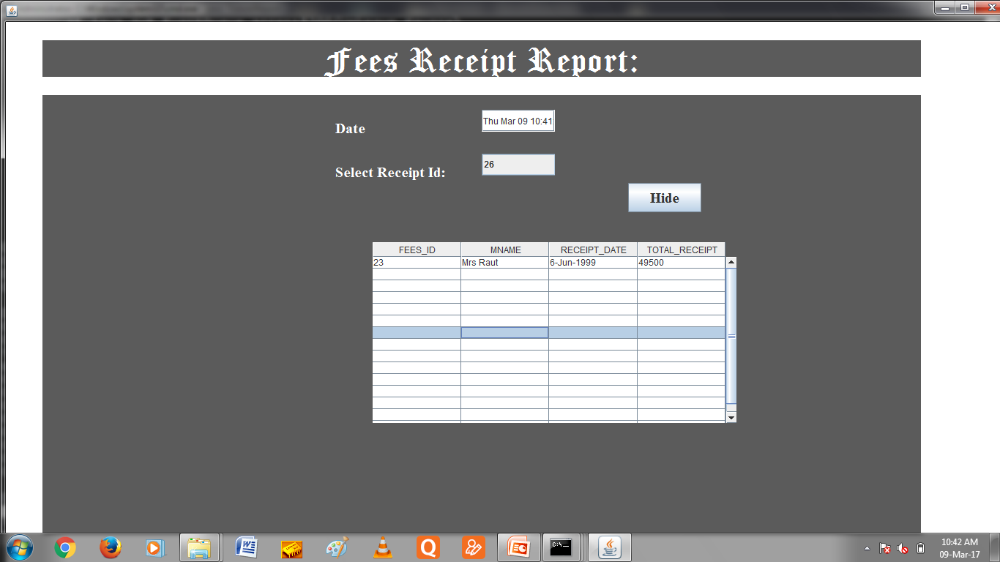 Fees Receipt Report:
Date
Thu Mar 09 10:41
Select Receipt Id:
26
Hide
FEES_ID MNAME RECEIPT_DATE TOTAL_RECEIPT
23 Mrs Raut 6-Jun-1999 49500
10:42 AM
09-Mar-17